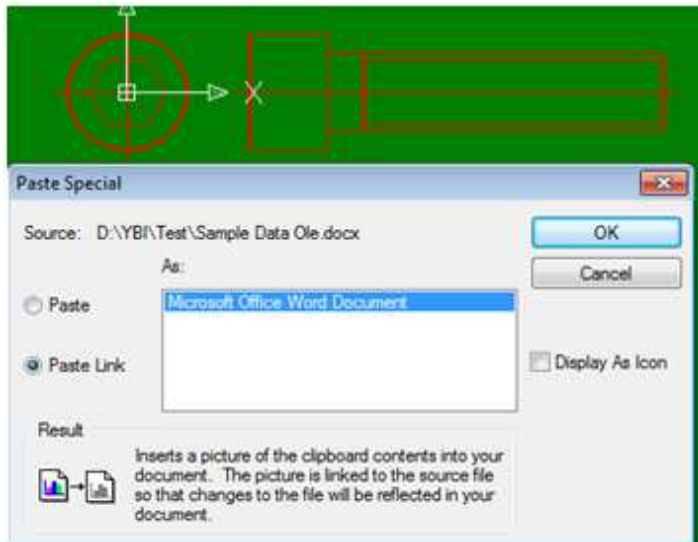 Paste Special
Source: D:\YBI\Test\Sample Data Ole.docx
OK
As:
Cancel
Paste
Microsoft Office Word Document
Paste Link
Display As Icon
Result
Inserts a picture of the clipboard contents into your
document. The picture is linked to the source file
so that changes to the file will be reflected in your
document.